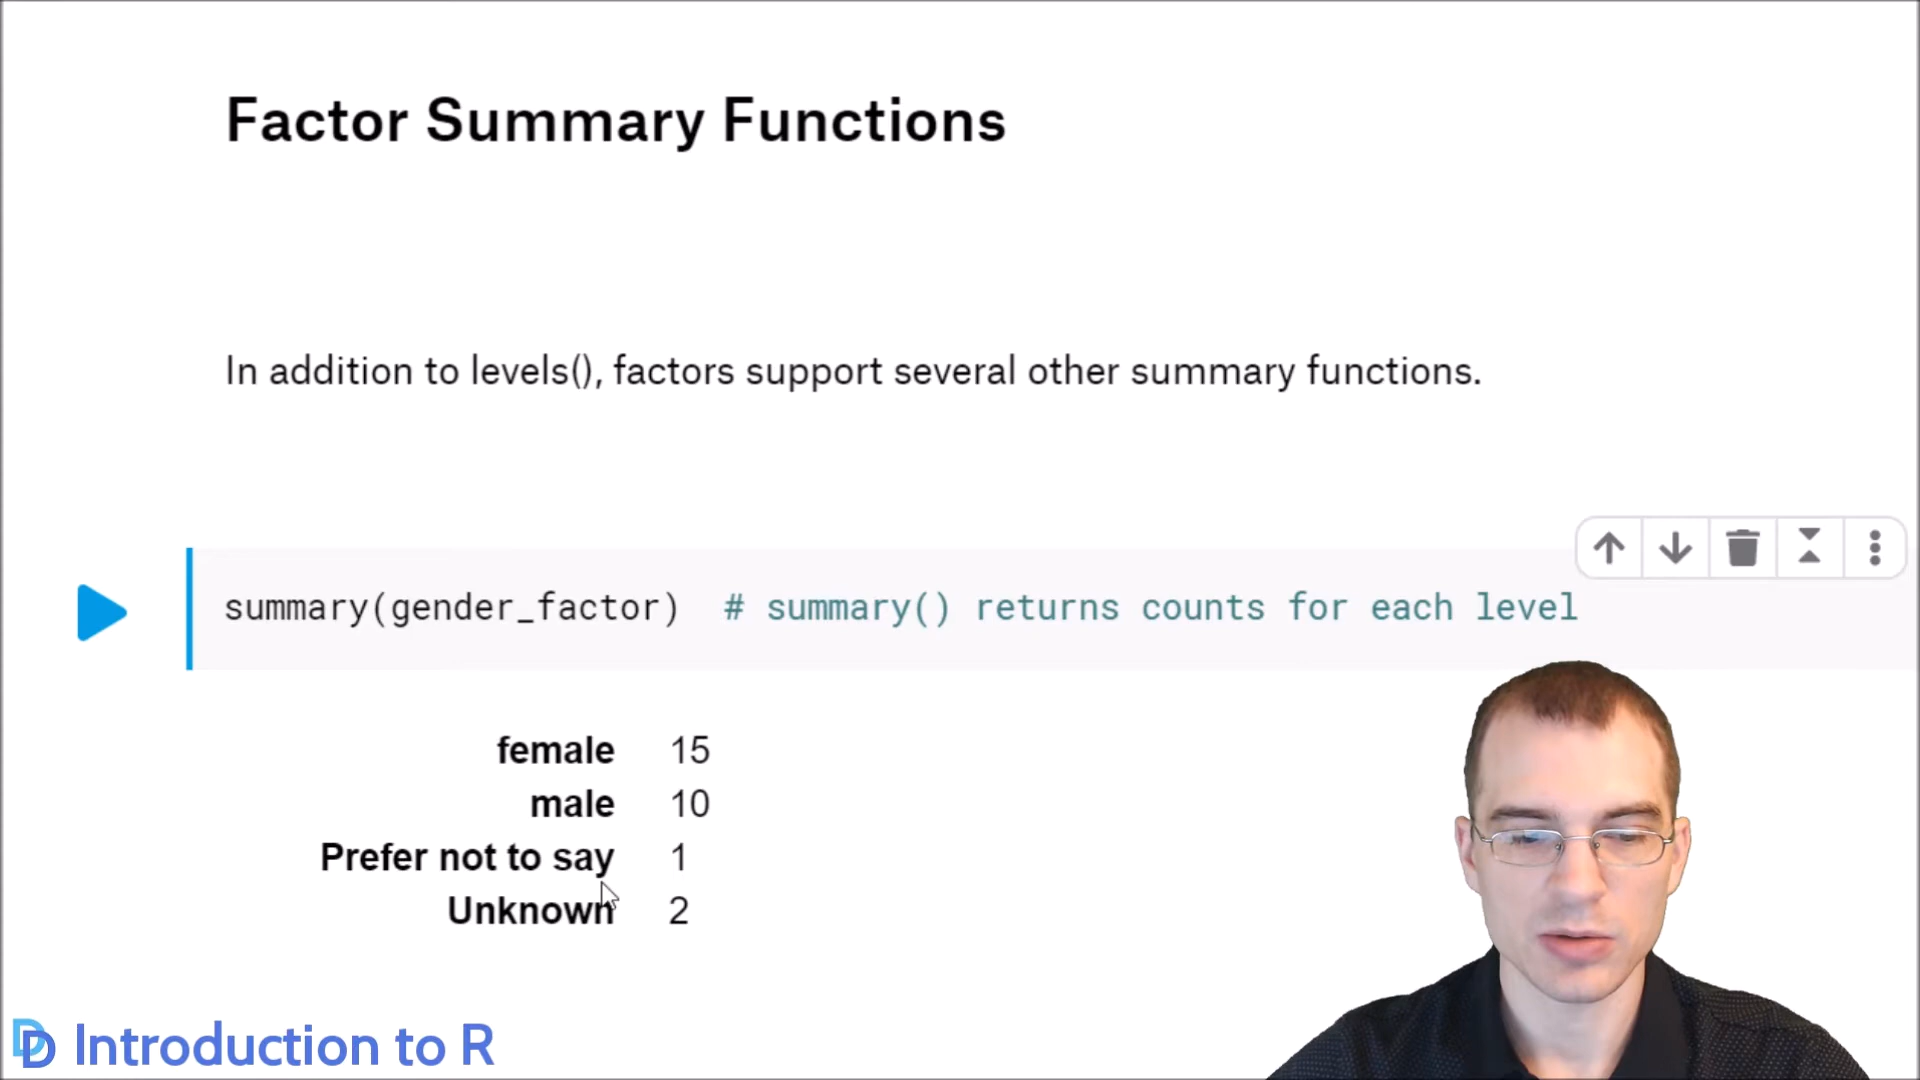 Factor Summary Functions
In addition to levels(), factors support several other summary functions.
summary(gender_factor)  # summary() returns counts for each level
female 15
male 10
Prefer not to say 1
Unknown 2
D Introduction to R